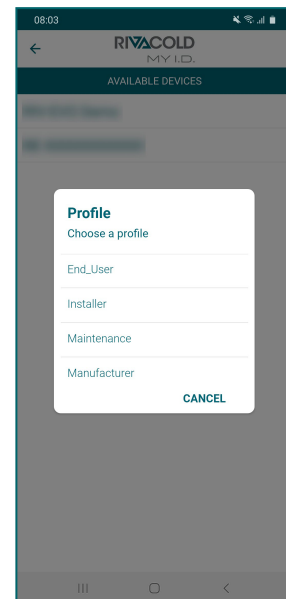 08:03
RIVACOLD
MY I.D.
AVAILABLE DEVICES
Profile
Choose a profile
End_User
Installer
Maintenance
Manufacturer
CANCEL